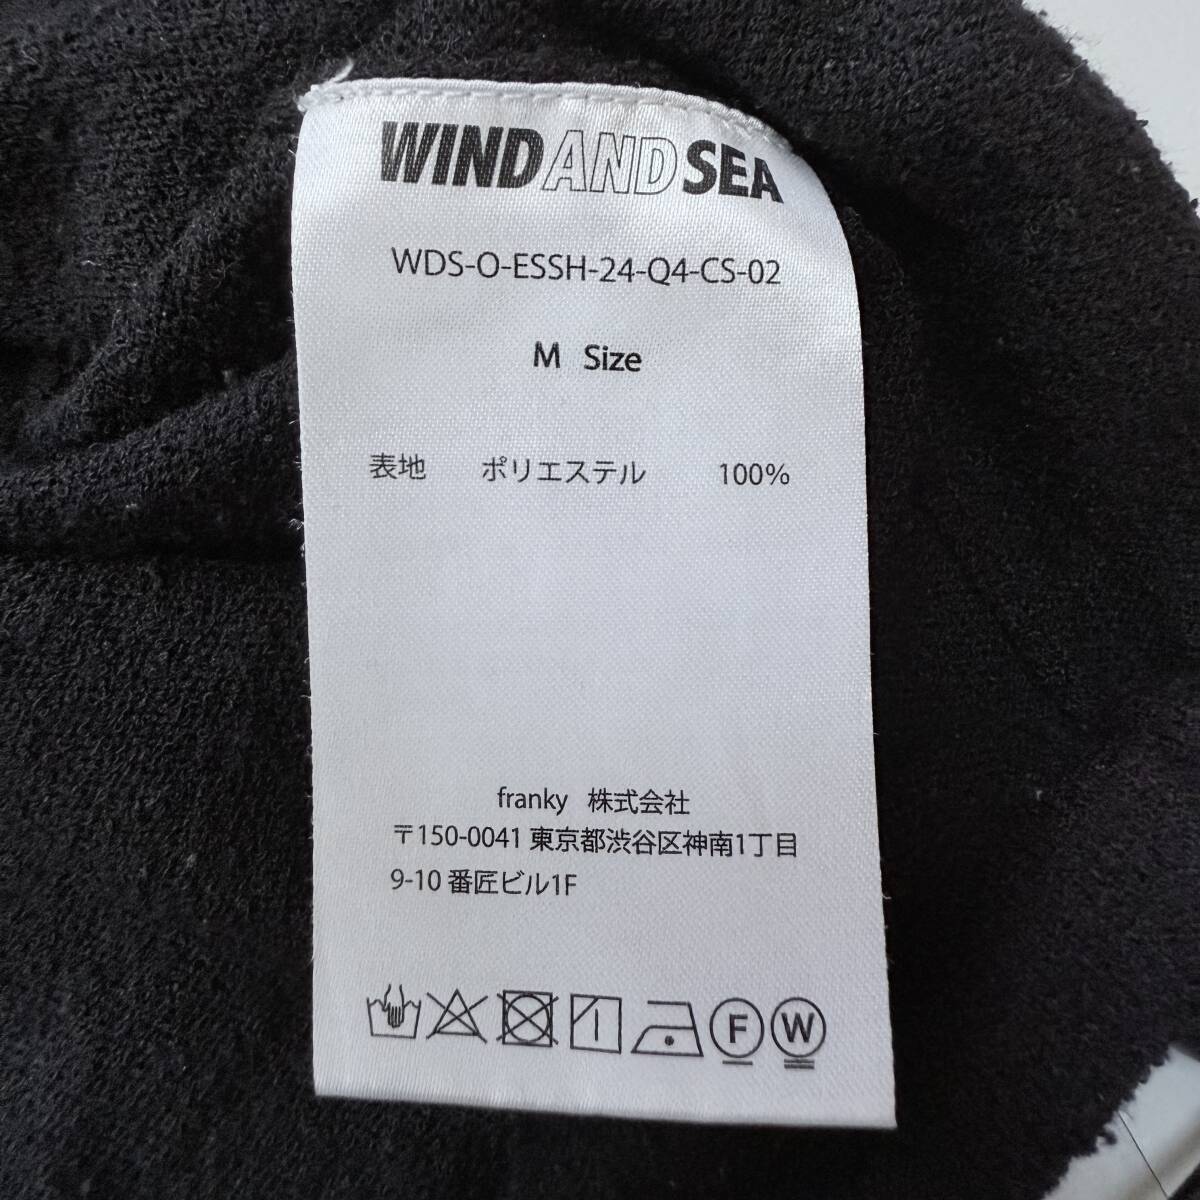 WIND AND SEA
WDS-O-ESSH-24-Q4-CS-02
M Size
表地 ポリエステル 100%
franky 株式会社
〒150-0041 東京都渋谷区神南1丁目
9-10 番匠ビル1F
F W